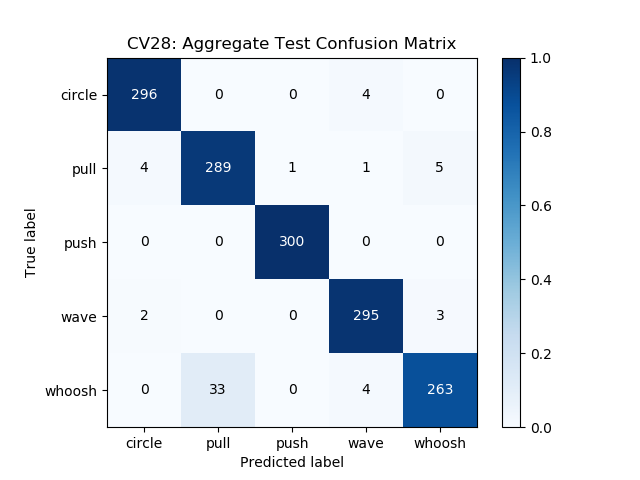 CV28: Aggregate Test Confusion Matrix
circle 296 0 0 4 0
pull 4 289 1 1 5
push 0 0 300 0 0
wave 2 0 0 295 3
whoosh 0 33 0 4 263
circle pull push wave whoosh
Predicted label
True label
1.0
0.8
0.6
0.4
0.2
0.0